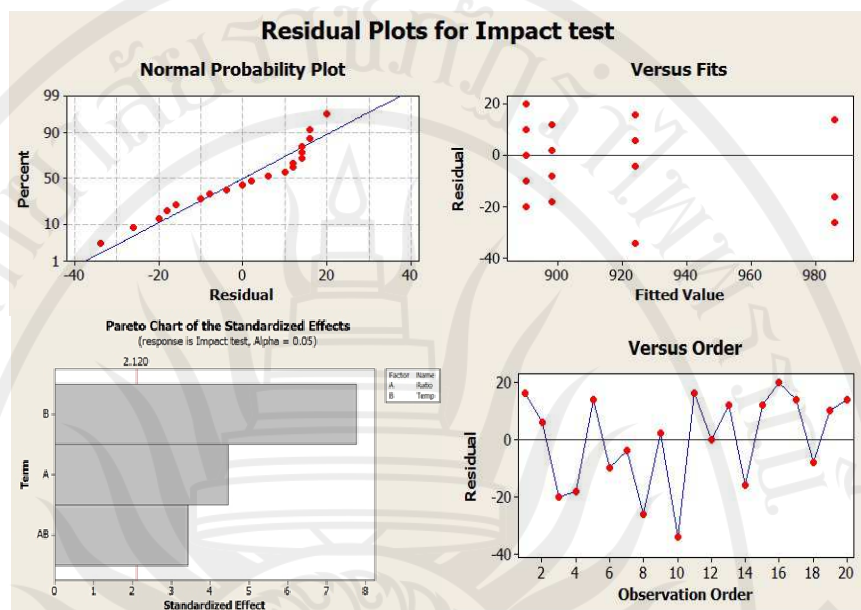 Residual Plots for Impact test
Normal Probability Plot
99
90
50
10
1
Percent
-40 -20 0 20 40
Residual
Versus Fits
20
0
-20
-40
Residual
900 920 940 960 980
Fitted Value
Pareto Chart of the Standardized Effects
(response is Impact test, Alpha = 0.05)
2.120
Factor Name
A Ratio
B Temp
Term
B
A
AB
0 1 2 3 4 5 6 7 8
Standardized Effect
Versus Order
20
0
-20
-40
Residual
2 4 6 8 10 12 14 16 18 20
Observation Order